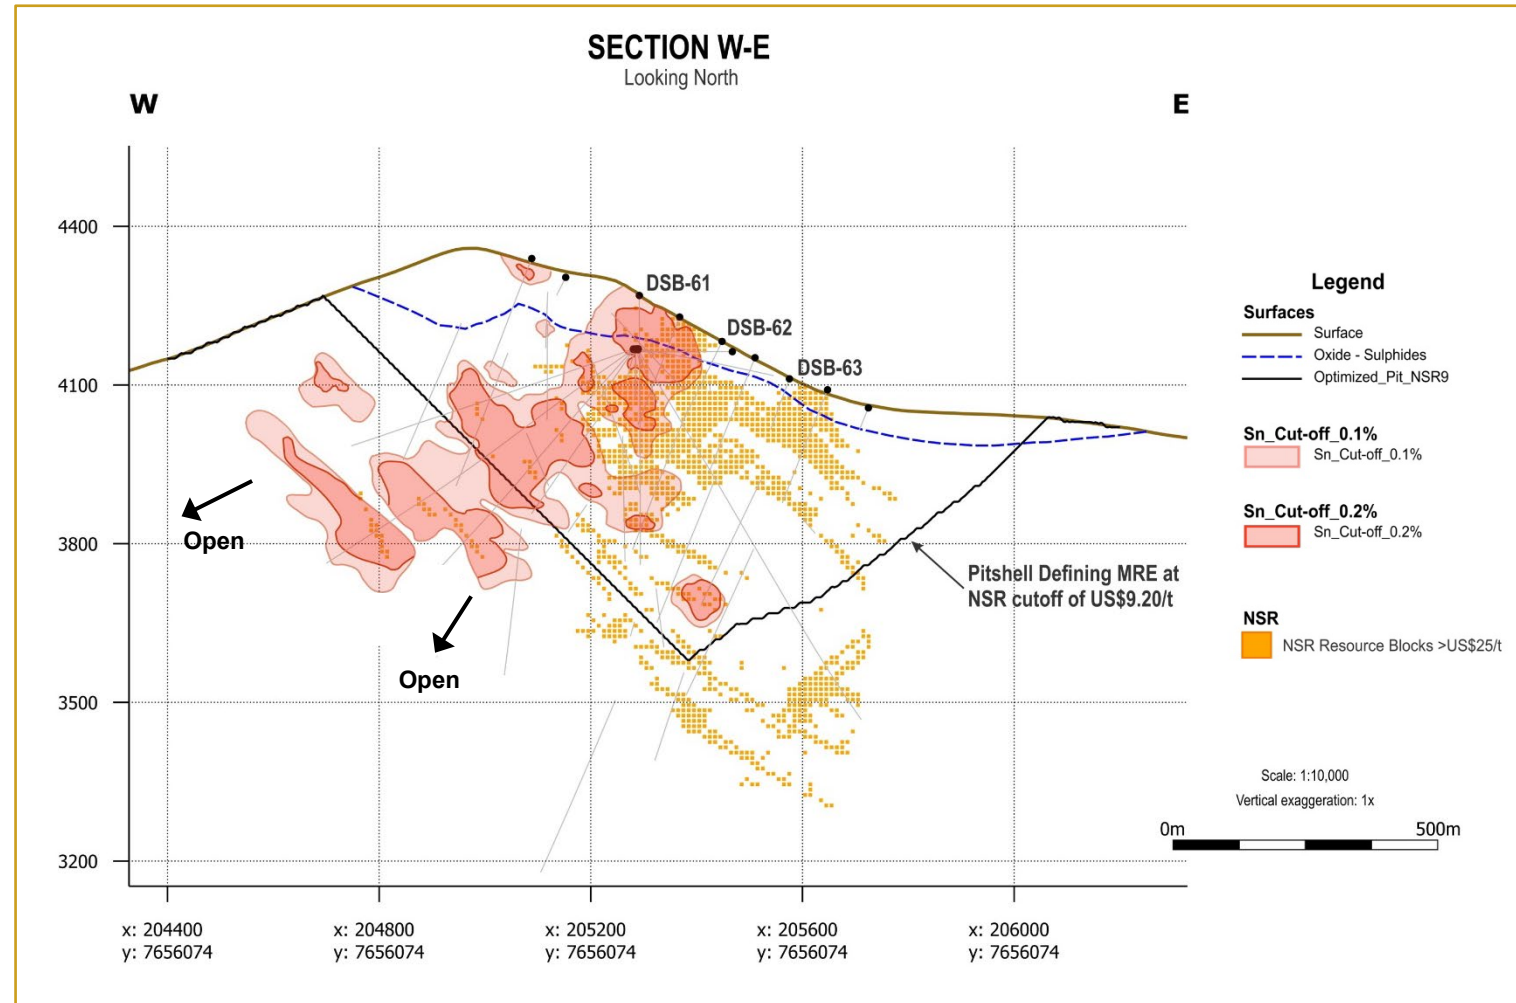 SECTION W-E
Looking North
W
E
4400
4100
3800
3500
3200
DSB-61
DSB-62
DSB-63
Open
Open
Pitshell Defining MRE at
NSR cutoff of US$9.20/t
x: 204400
y: 7656074
x: 204800
y: 7656074
x: 205200
y: 7656074
x: 205600
y: 7656074
x: 206000
y: 7656074
Legend
Surfaces
Surface
Oxide - Sulphides
Optimized_Pit_NSR9
Sn_Cut-off_0.1%
Sn_Cut-off_0.1%
Sn_Cut-off_0.2%
Sn_Cut-off_0.2%
NSR
NSR Resource Blocks >US$25/t
Scale: 1:10,000
Vertical exaggeration: 1x
0m
500m